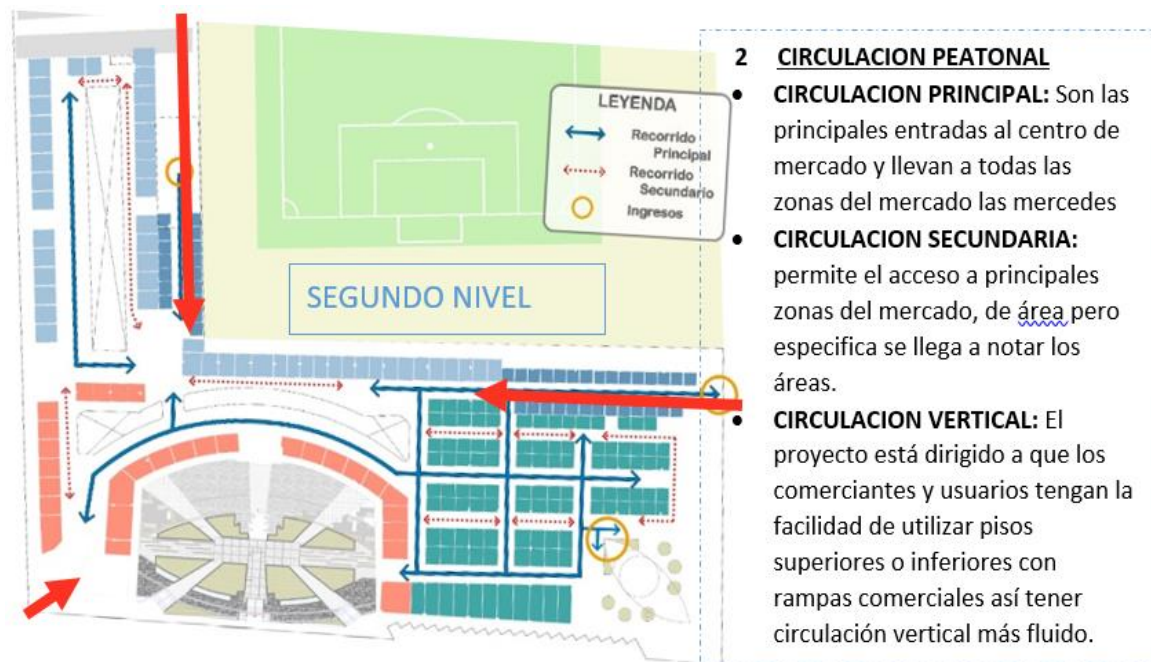 LEYENDA
Recorrido
Principal
Recorrido
Secundario
Ingresos
SEGUNDO NIVEL
2 CIRCULACION PEATONAL
• CIRCULACION PRINCIPAL: Son las
principales entradas al centro de
mercado y llevan a todas las
zonas del mercado las mercedes
• CIRCULACION SECUNDARIA:
permite el acceso a principales
zonas del mercado, de área pero
especifica se llega a notar los
áreas.
• CIRCULACION VERTICAL: El
proyecto está dirigido a que los
comerciantes y usuarios tengan la
facilidad de utilizar pisos
superiores o inferiores con
rampas comerciales así tener
circulación vertical más fluido.